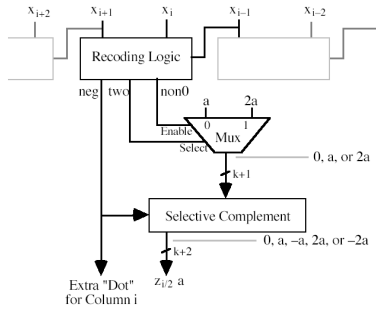 x_{i+2} x_{i+1} x_i x_{i−1} x_{i−2}
Recoding Logic
neg two non0
a 2a
0 1
Enable
Mux
Select
0, a, or 2a
k+1
Selective Complement
0, a, −a, 2a, or −2a
k+2
Extra "Dot"
for Column i
z_{i/2} a